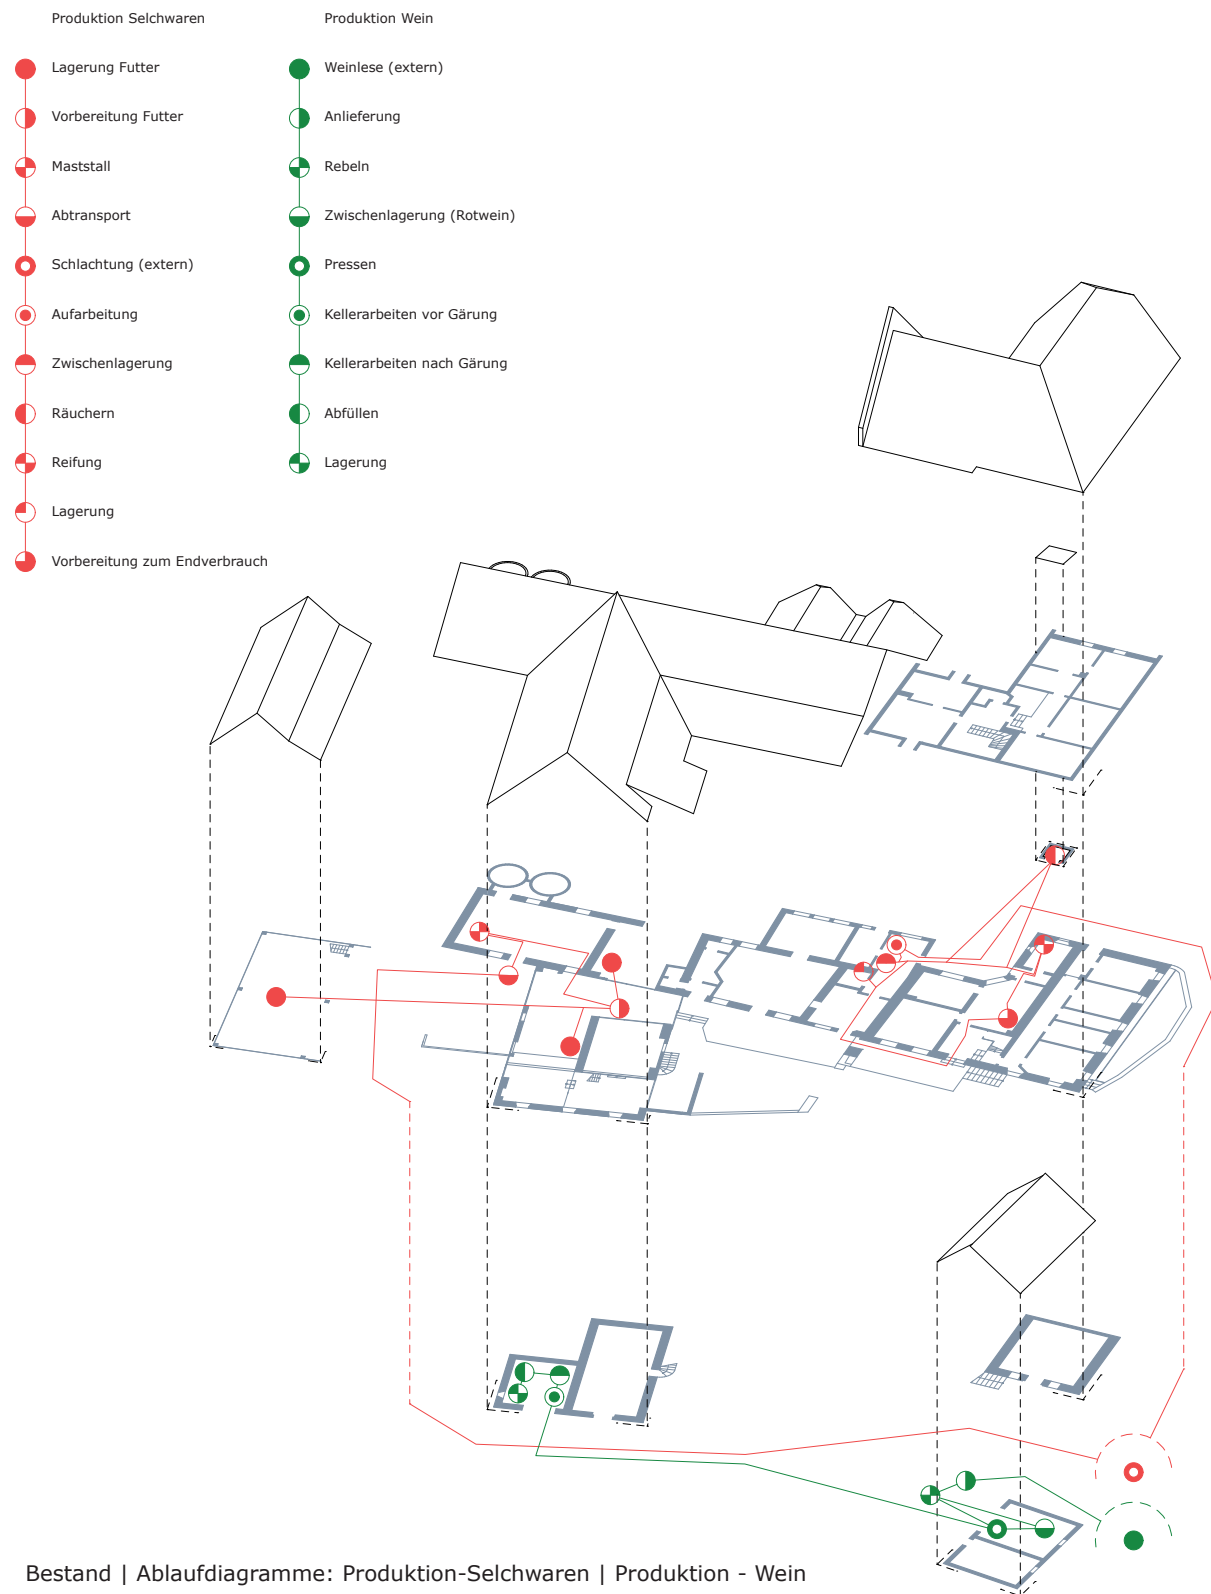 Produktion Selchwaren
Lagerung Futter
Vorbereitung Futter
Maststall
Abtransport
Schlachtung (extern)
Aufarbeitung
Zwischenlagerung
Räuchern
Reifung
Lagerung
Vorbereitung zum Endverbrauch
Produktion Wein
Weinlese (extern)
Anlieferung
Rebeln
Zwischenlagerung (Rotwein)
Pressen
Kellerarbeiten vor Gärung
Kellerarbeiten nach Gärung
Abfüllen
Lagerung
Bestand | Ablaufdiagramme: Produktion-Selchwaren | Produktion - Wein